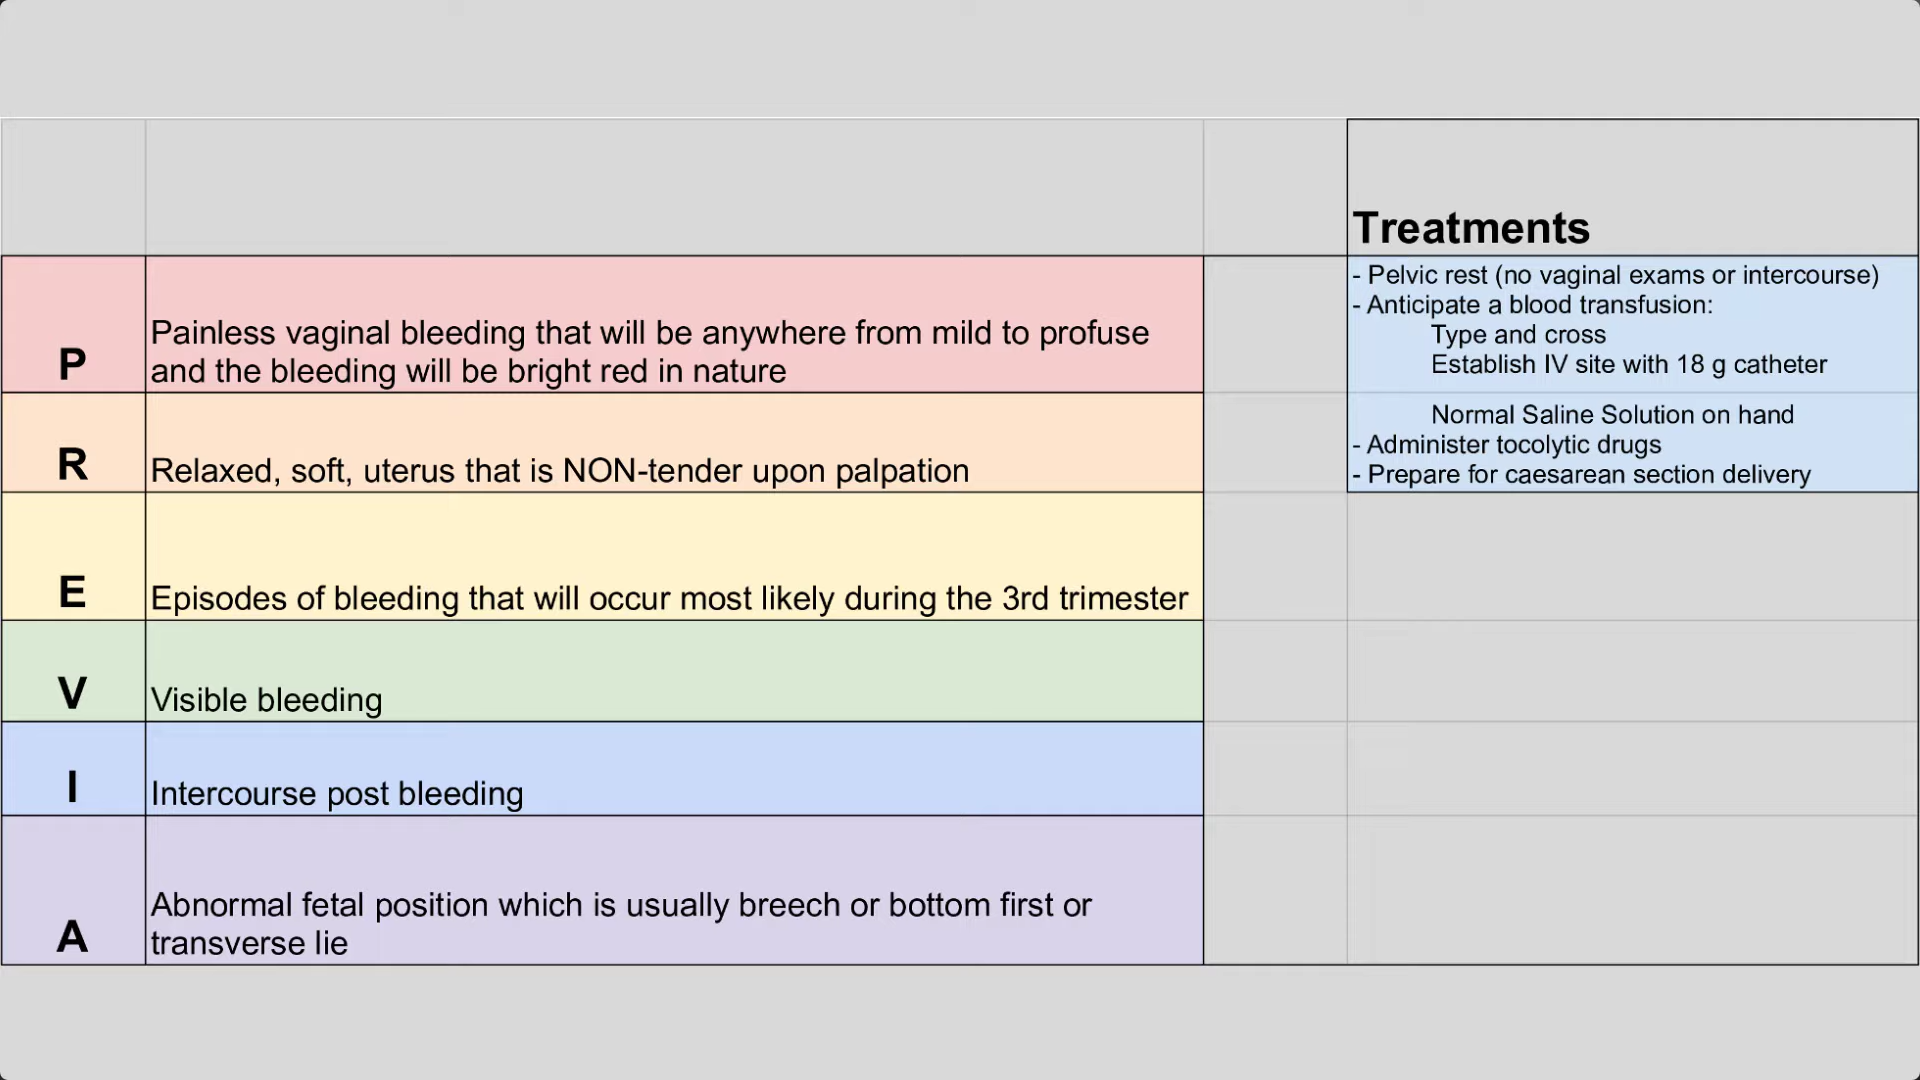 Treatments
P
Painless vaginal bleeding that will be anywhere from mild to profuse
and the bleeding will be bright red in nature
- Pelvic rest (no vaginal exams or intercourse)
- Anticipate a blood transfusion:
Type and cross
Establish IV site with 18 g catheter
R
Relaxed, soft, uterus that is NON-tender upon palpation
Normal Saline Solution on hand
- Administer tocolytic drugs
- Prepare for caesarean section delivery
E
Episodes of bleeding that will occur most likely during the 3rd trimester
V
Visible bleeding
I
Intercourse post bleeding
A
Abnormal fetal position which is usually breech or bottom first or
transverse lie